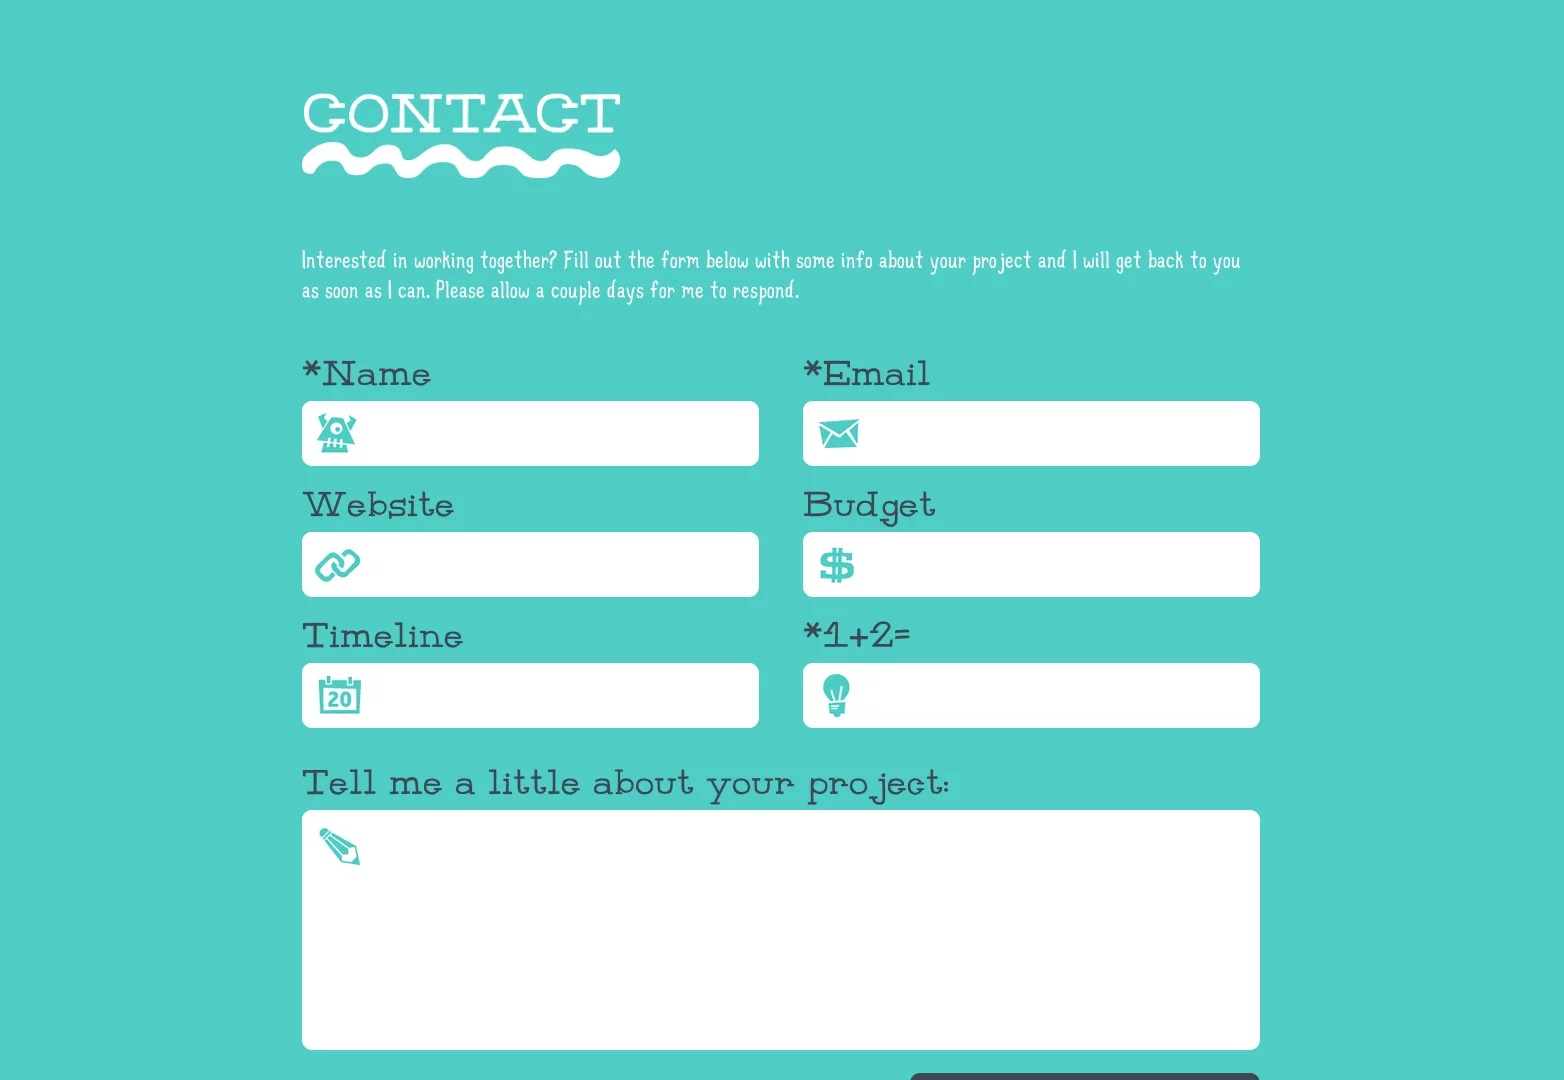 CONTACT
Interested in working together? Fill out the form below with some info about your project and I will get back to you
as soon as I can. Please allow a couple days for me to respond.
*Name
*Email
Website
Budget
$
Timeline
*1+2=
20
Tell me a little about your project: